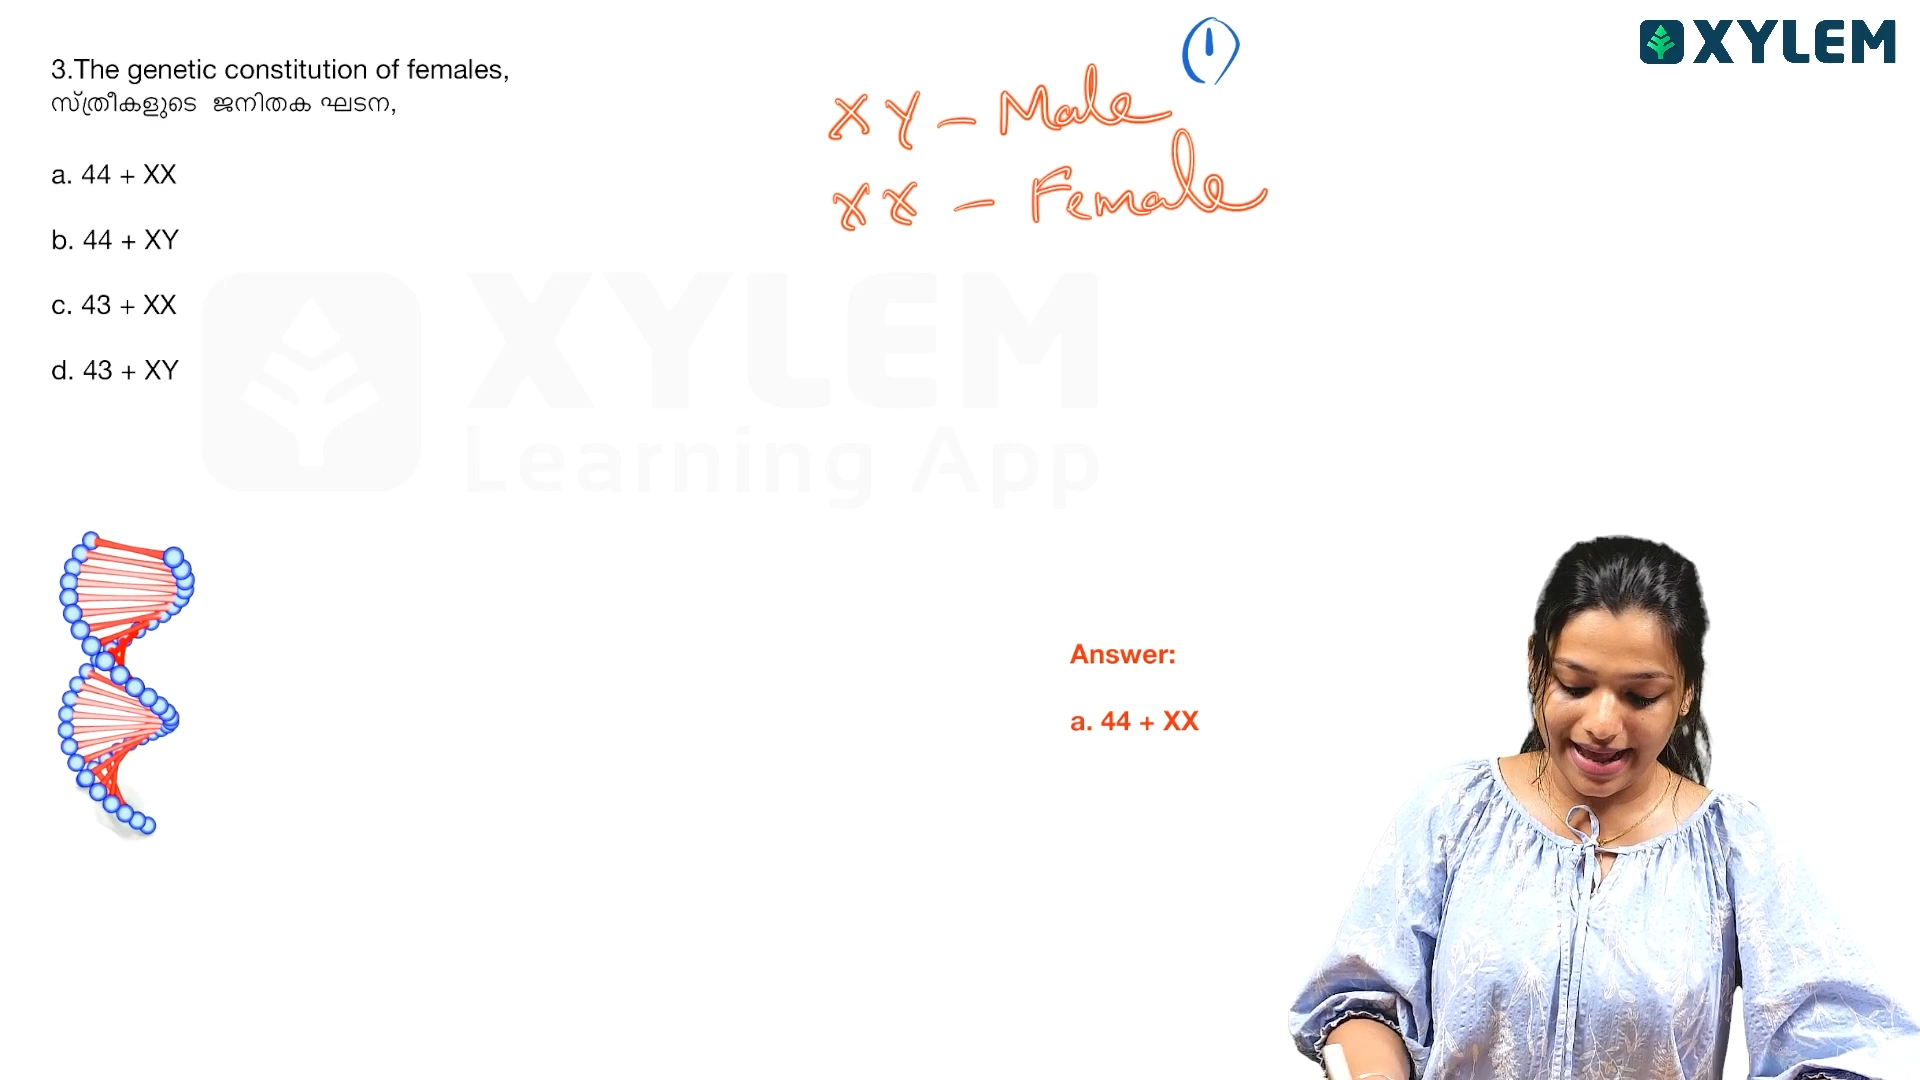 3.The genetic constitution of females,
സ്ത്രീകളുടെ ജനിതക ഘടന,
a. 44 + XX
b. 44 + XY
c. 43 + XX
d. 43 + XY
XY - Male
XX - Female
1
XYLEM
XYLEM
Learning App
Answer:
a. 44 + XX